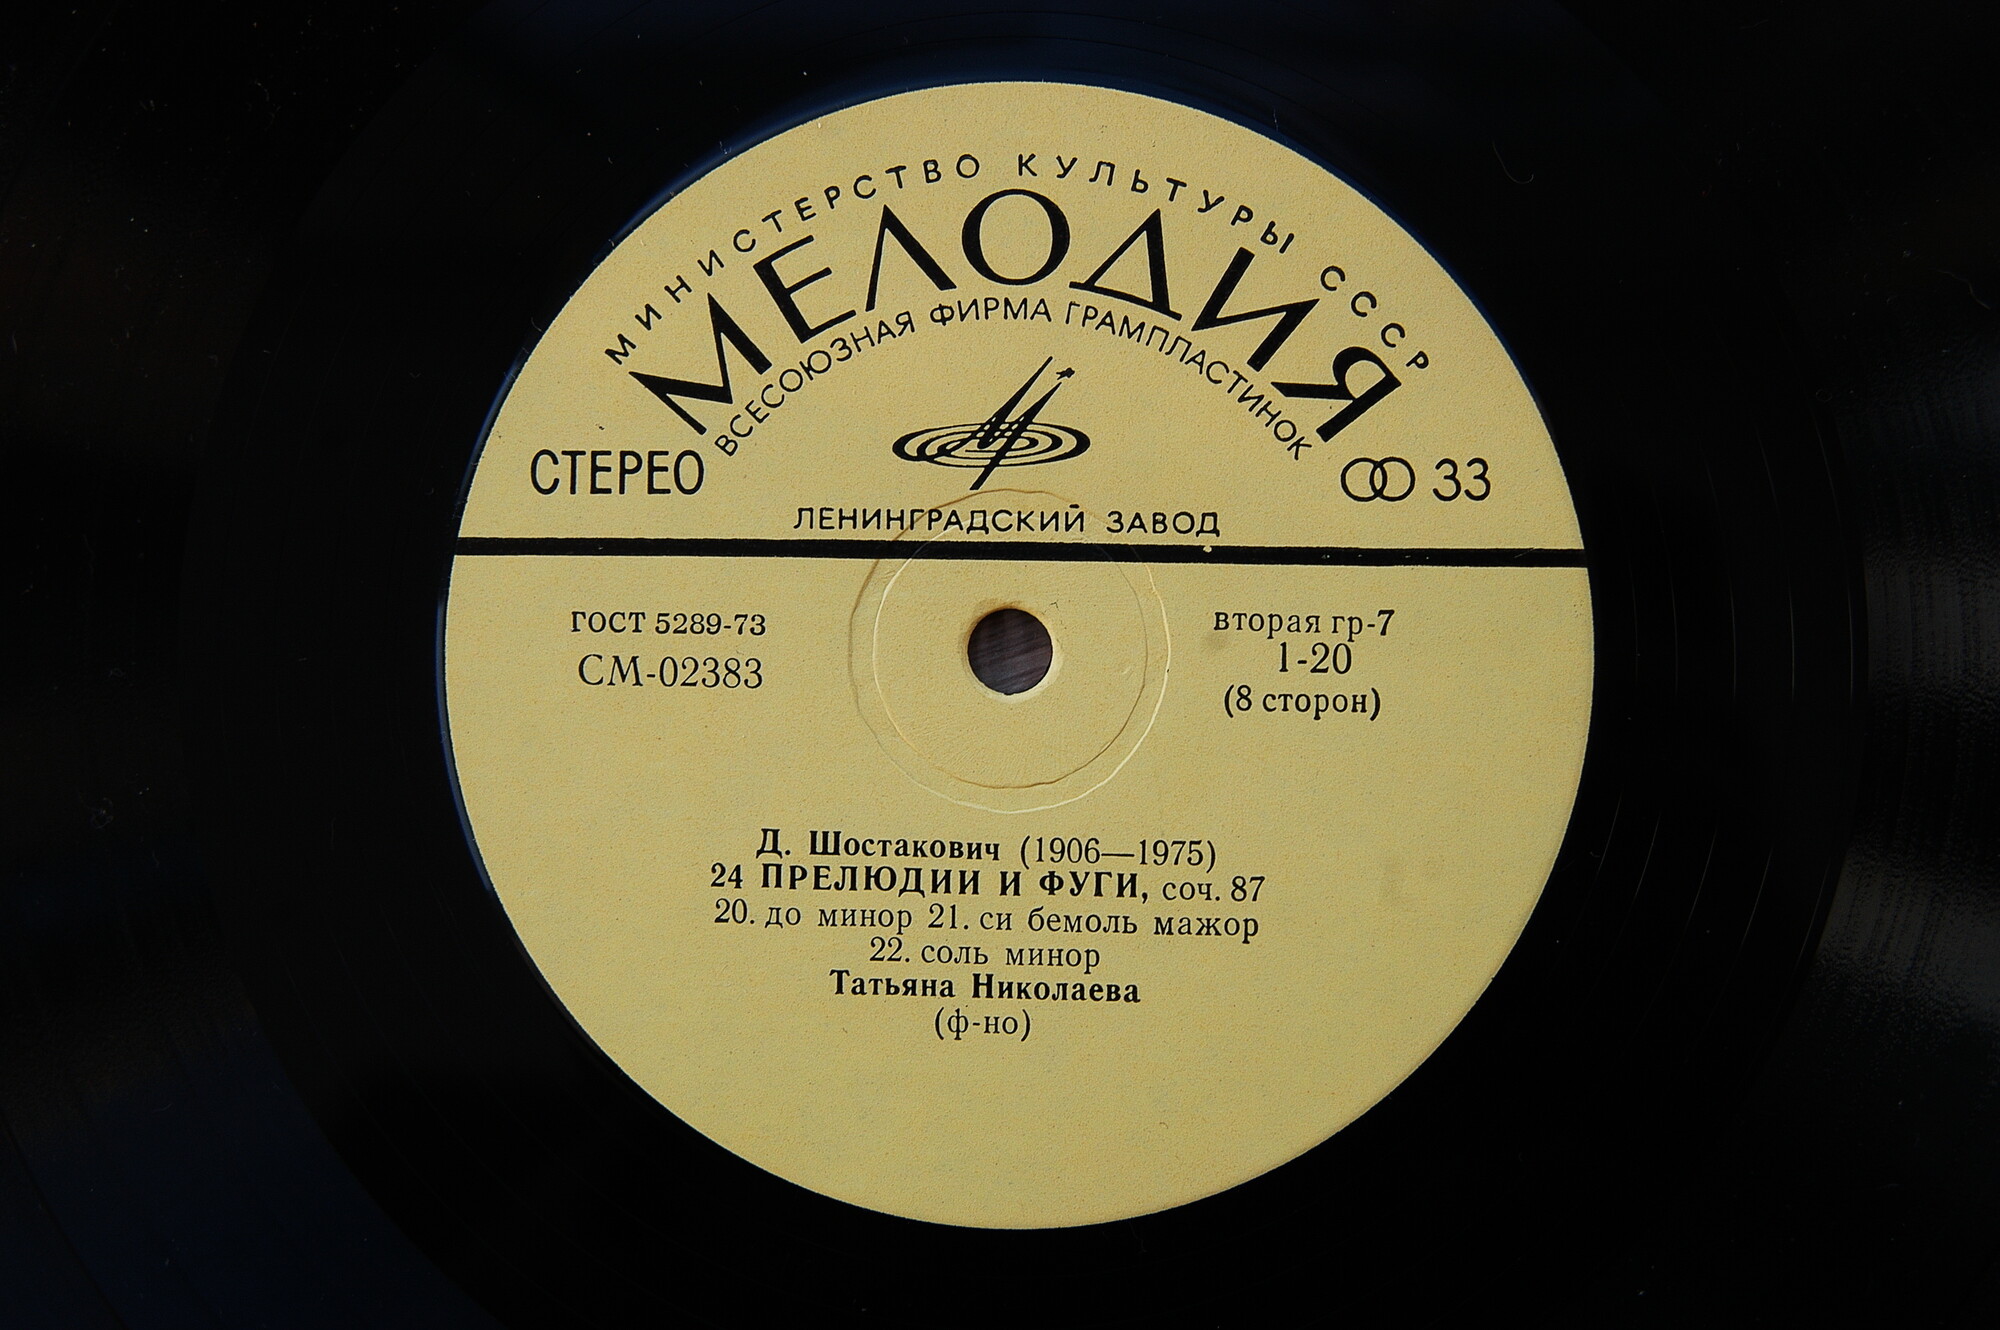 МИНИСТЕРСТВО КУЛЬТУРЫ СССР
МЕЛОДИЯ
ВСЕСОЮЗНАЯ ФИРМА ГРАМПЛАСТИНОК
СТЕРЕО
33
ЛЕНИНГРАДСКИЙ ЗАВОД
ГОСТ 5289-73
СМ-02383
вторая гр-7
1-20
(8 сторон)
Д. Шостакович (1906—1975)
24 ПРЕЛЮДИИ И ФУГИ, соч. 87
20. до минор 21. си бемоль мажор
22. соль минор
Татьяна Николаева
(ф-но)